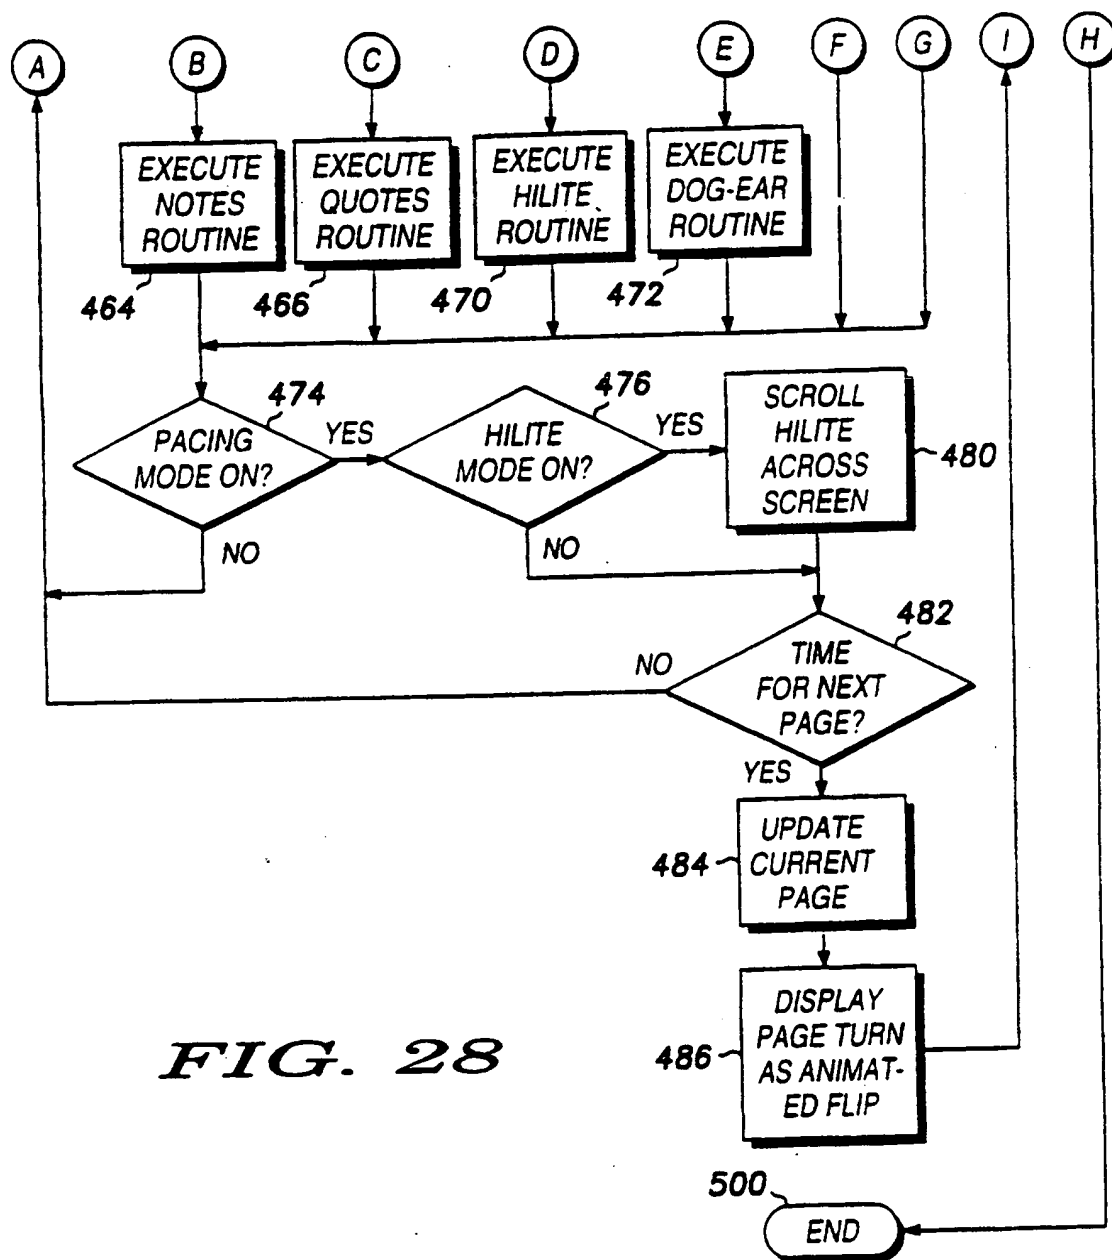 A B C D E F G I H
EXECUTE
NOTES
ROUTINE
464
EXECUTE
QUOTES
ROUTINE
466
EXECUTE
HILITE
ROUTINE
470
EXECUTE
DOG-EAR
ROUTINE
472
PACING
MODE ON?
474
YES
NO
HILITE
MODE ON?
476
YES
NO
SCROLL
HILITE
ACROSS
SCREEN
480
TIME
FOR NEXT
PAGE?
482
NO
YES
UPDATE
CURRENT
PAGE
484
DISPLAY
PAGE TURN
AS ANIMAT-
ED FLIP
486
FIG. 28
500
END